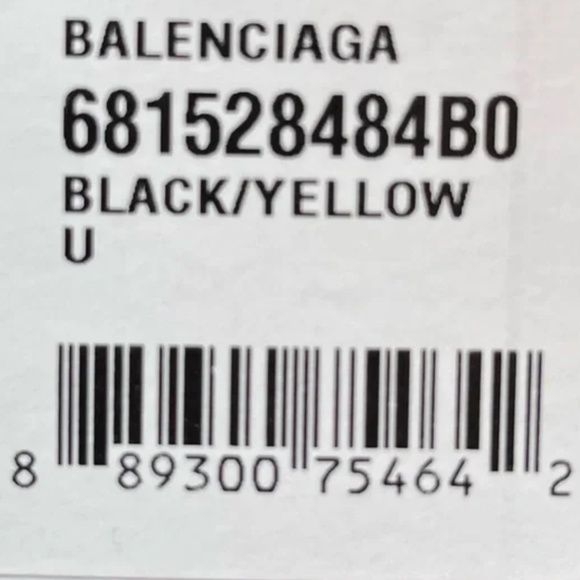 BALENCIAGA
681528484B0
BLACK/YELLOW
U
8 89300 75464 2